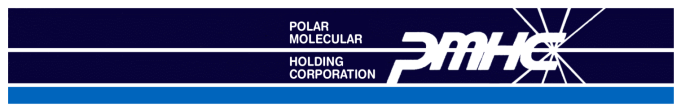 POLAR
MOLECULAR
HOLDING
CORPORATION
PMHC